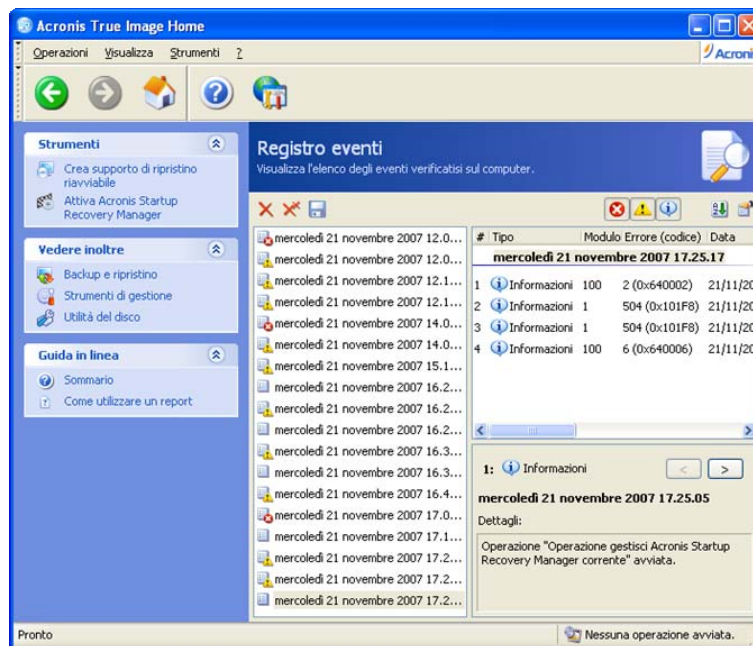 Acronis True Image Home
Operazioni Visualizza Strumenti ?
Acroni
Strumenti
Crea supporto di ripristino
riavviabile
Attiva Acronis Startup
Recovery Manager
Vedere inoltre
Backup e ripristino
Strumenti di gestione
Utilità del disco
Guida in linea
Sommario
Come utilizzare un report
Registro eventi
Visualizza l'elenco degli eventi verificatisi sul computer.
mercoledì 21 novembre 2007 12.0...
mercoledì 21 novembre 2007 12.0...
mercoledì 21 novembre 2007 12.1...
mercoledì 21 novembre 2007 12.1...
mercoledì 21 novembre 2007 14.0...
mercoledì 21 novembre 2007 14.0...
mercoledì 21 novembre 2007 15.1...
mercoledì 21 novembre 2007 16.2...
mercoledì 21 novembre 2007 16.2...
mercoledì 21 novembre 2007 16.2...
mercoledì 21 novembre 2007 16.3...
mercoledì 21 novembre 2007 16.3...
mercoledì 21 novembre 2007 16.4...
mercoledì 21 novembre 2007 17.0...
mercoledì 21 novembre 2007 17.1...
mercoledì 21 novembre 2007 17.2...
mercoledì 21 novembre 2007 17.2...
mercoledì 21 novembre 2007 17.2...
# Tipo Modulo Errore (codice) Data
mercoledì 21 novembre 2007 17.25.17
1 Informazioni 100 2 (0x640002) 21/11/20
2 Informazioni 1 504 (0x101F8) 21/11/20
3 Informazioni 1 504 (0x101F8) 21/11/20
4 Informazioni 100 6 (0x640006) 21/11/20
1: Informazioni < >
mercoledì 21 novembre 2007 17.25.05
Dettagli:
Operazione "Operazione gestisci Acronis Startup
Recovery Manager corrente" avviata.
Pronto
Nessuna operazione avviata.